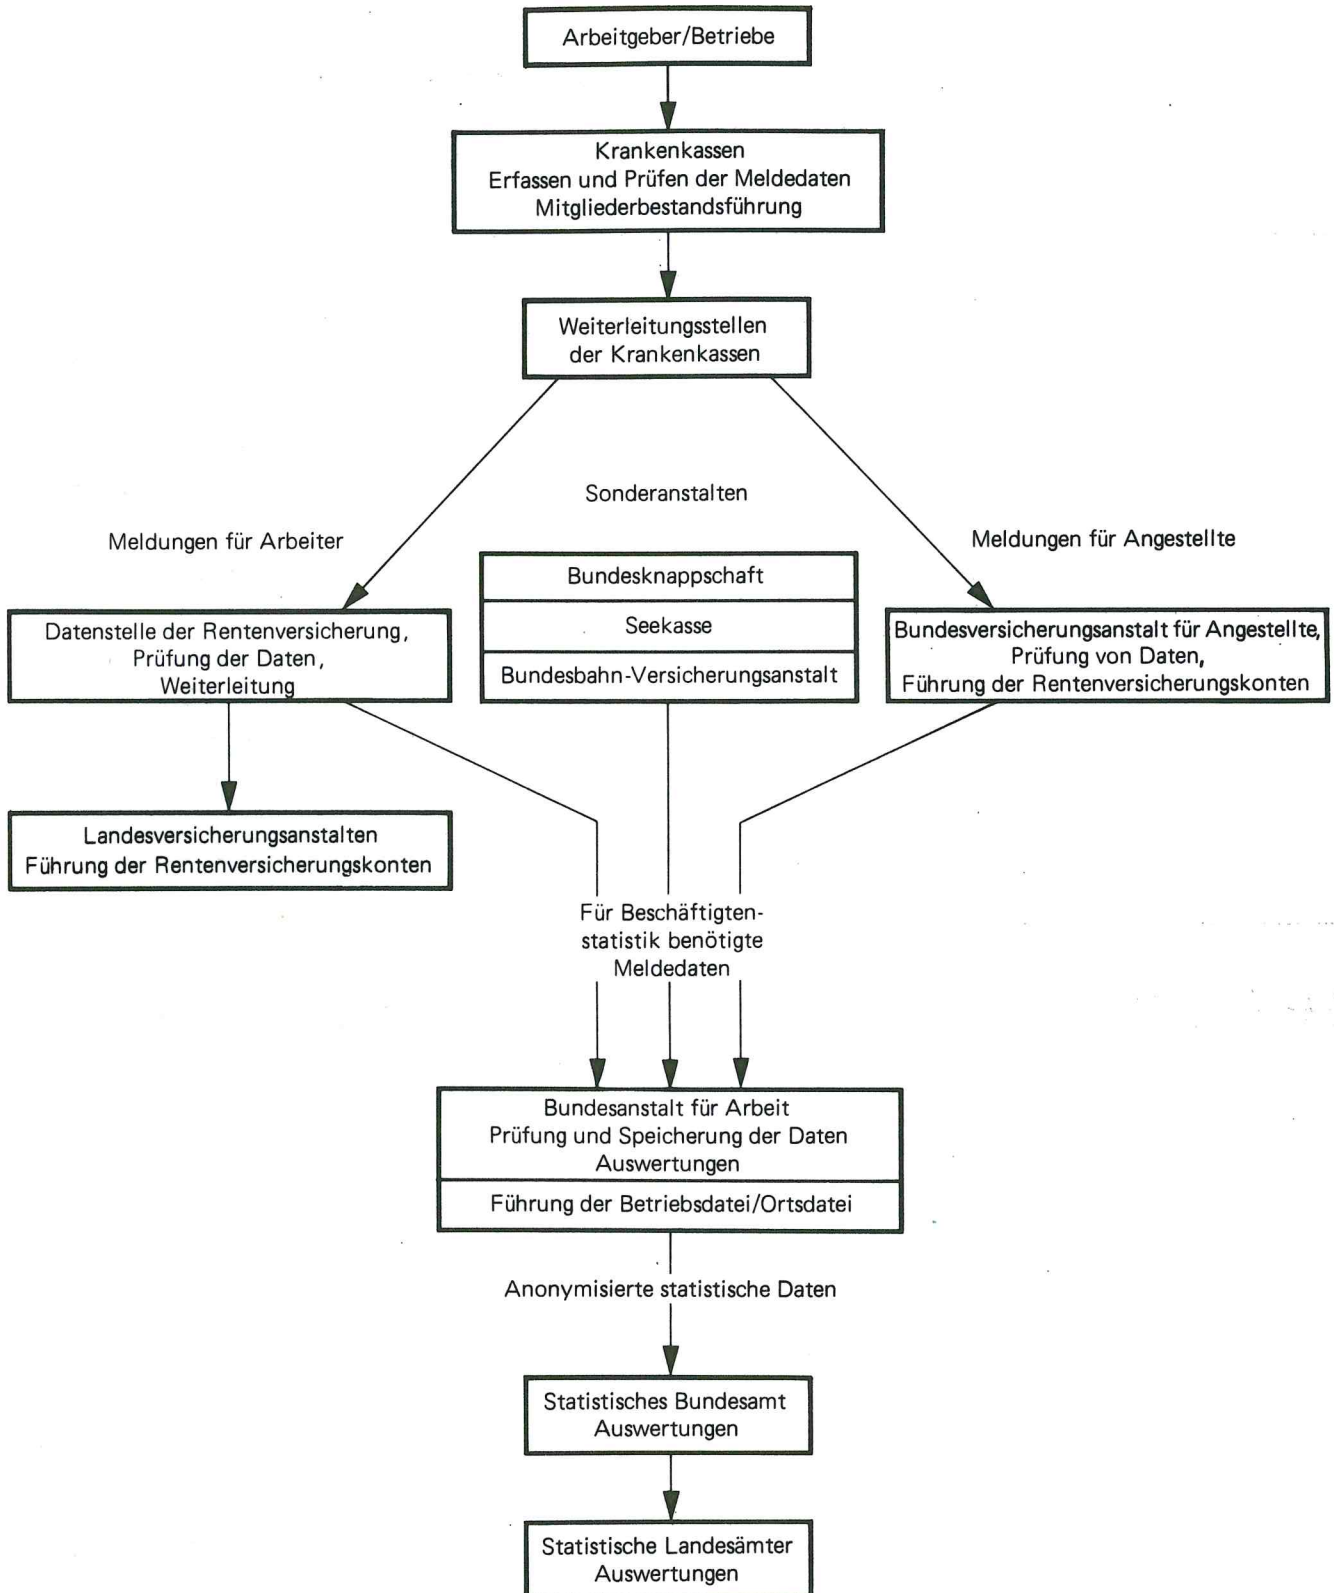 Arbeitgeber/Betriebe
Krankenkassen
Erfassen und Prüfen der Meldedaten
Mitgliederbestandsführung
Weiterleitungsstellen
der Krankenkassen
Sonderanstalten
Meldungen für Arbeiter
Meldungen für Angestellte
Bundesknappschaft
Seekasse
Bundesbahn-Versicherungsanstalt
Datenstelle der Rentenversicherung,
Prüfung der Daten,
Weiterleitung
Bundesversicherungsanstalt für Angestellte,
Prüfung von Daten,
Führung der Rentenversicherungskonten
Landesversicherungsanstalten
Führung der Rentenversicherungskonten
Für Beschäftigten-
statistik benötigte
Meldedaten
Bundesanstalt für Arbeit
Prüfung und Speicherung der Daten
Auswertungen
Führung der Betriebsdatei/Ortsdatei
Anonymisierte statistische Daten
Statistisches Bundesamt
Auswertungen
Statistische Landesämter
Auswertungen